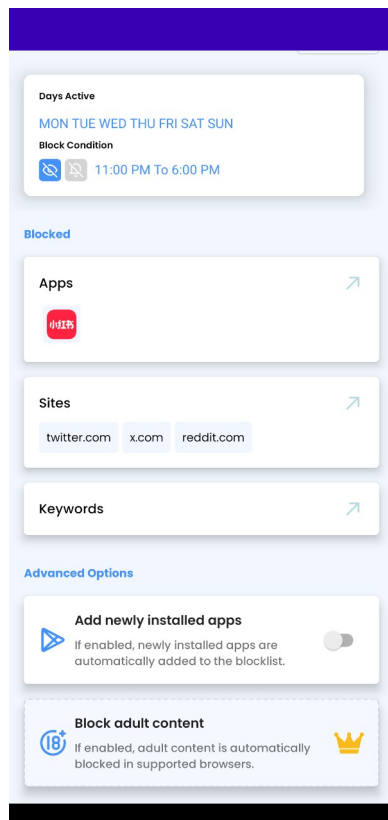 Days Active
MON TUE WED THU FRI SAT SUN
Block Condition
11:00 PM To 6:00 PM
Blocked
Apps
小红书
Sites
twitter.com x.com reddit.com
Keywords
Advanced Options
Add newly installed apps
If enabled, newly installed apps are
automatically added to the blocklist.
Block adult content
18+
If enabled, adult content is automatically
blocked in supported browsers.